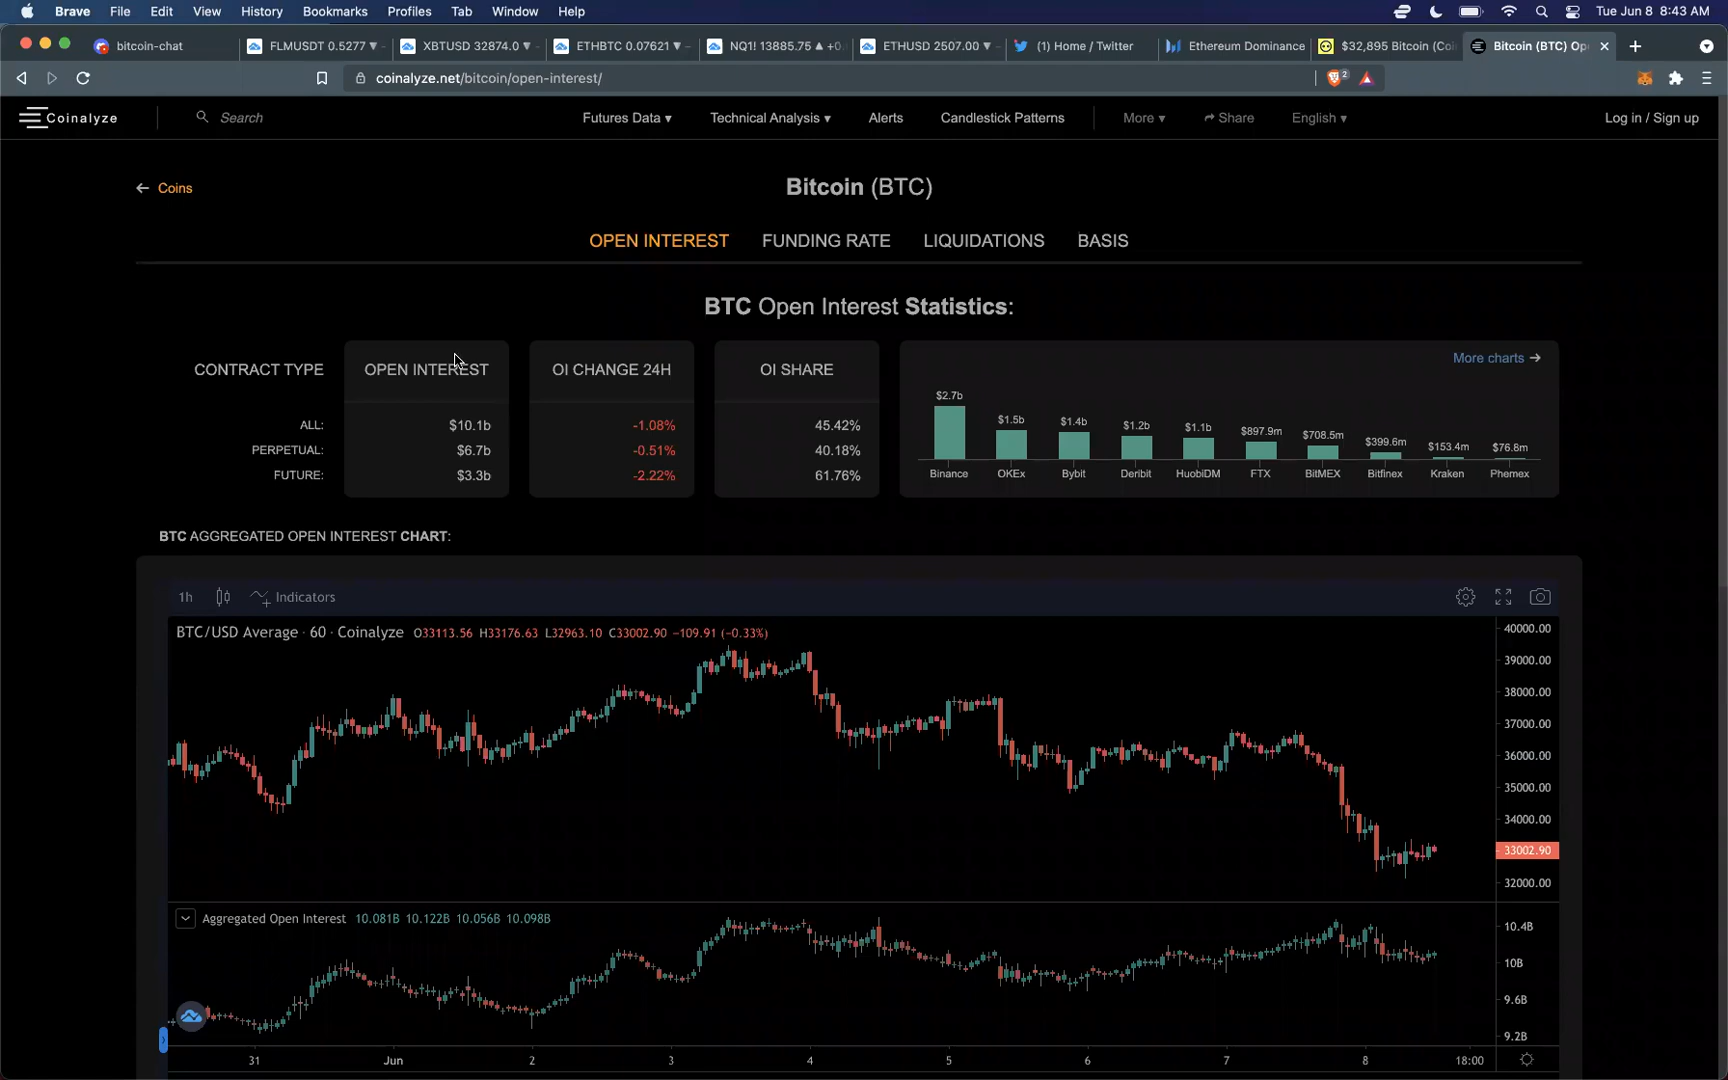 Brave File Edit View History Bookmarks Profiles Tab Window Help Tue Jun 8 8:43 AM
bitcoin-chat FLMUSDT 0.5277 ▼ XBTUSD 32874.0 ▼ ETHBTC 0.07621 ▼ NQ1! 13885.75 ▲ +0. ETHUSD 2507.00 ▼ (1) Home / Twitter Ethereum Dominance $32,895 Bitcoin (Coi Bitcoin (BTC) Op
coinalyze.net/bitcoin/open-interest/ 2
Coinalyze Search Futures Data ▾ Technical Analysis ▾ Alerts Candlestick Patterns More ▾ Share English ▾ Log in / Sign up
← Coins
Bitcoin (BTC)
OPEN INTEREST FUNDING RATE LIQUIDATIONS BASIS
BTC Open Interest Statistics:
CONTRACT TYPE OPEN INTEREST OI CHANGE 24H OI SHARE More charts →
ALL: $10.1b -1.08% 45.42%
PERPETUAL: $6.7b -0.51% 40.18%
FUTURE: $3.3b -2.22% 61.76%
$2.7b $1.5b $1.4b $1.2b $1.1b $897.9m $708.5m $399.6m $153.4m $76.8m
Binance OKEx Bybit Deribit HuobiDM FTX BitMEX Bitfinex Kraken Phemex
BTC AGGREGATED OPEN INTEREST CHART:
1h Indicators
BTC/USD Average · 60 · Coinalyze O33113.56 H33176.63 L32963.10 C33002.90 −109.91 (−0.33%)
40000.00
39000.00
38000.00
37000.00
36000.00
35000.00
34000.00
33002.90
32000.00
Aggregated Open Interest 10.081B 10.122B 10.056B 10.098B
10.4B
10B
9.6B
9.2B
31 Jun 2 3 4 5 6 7 8 18:00